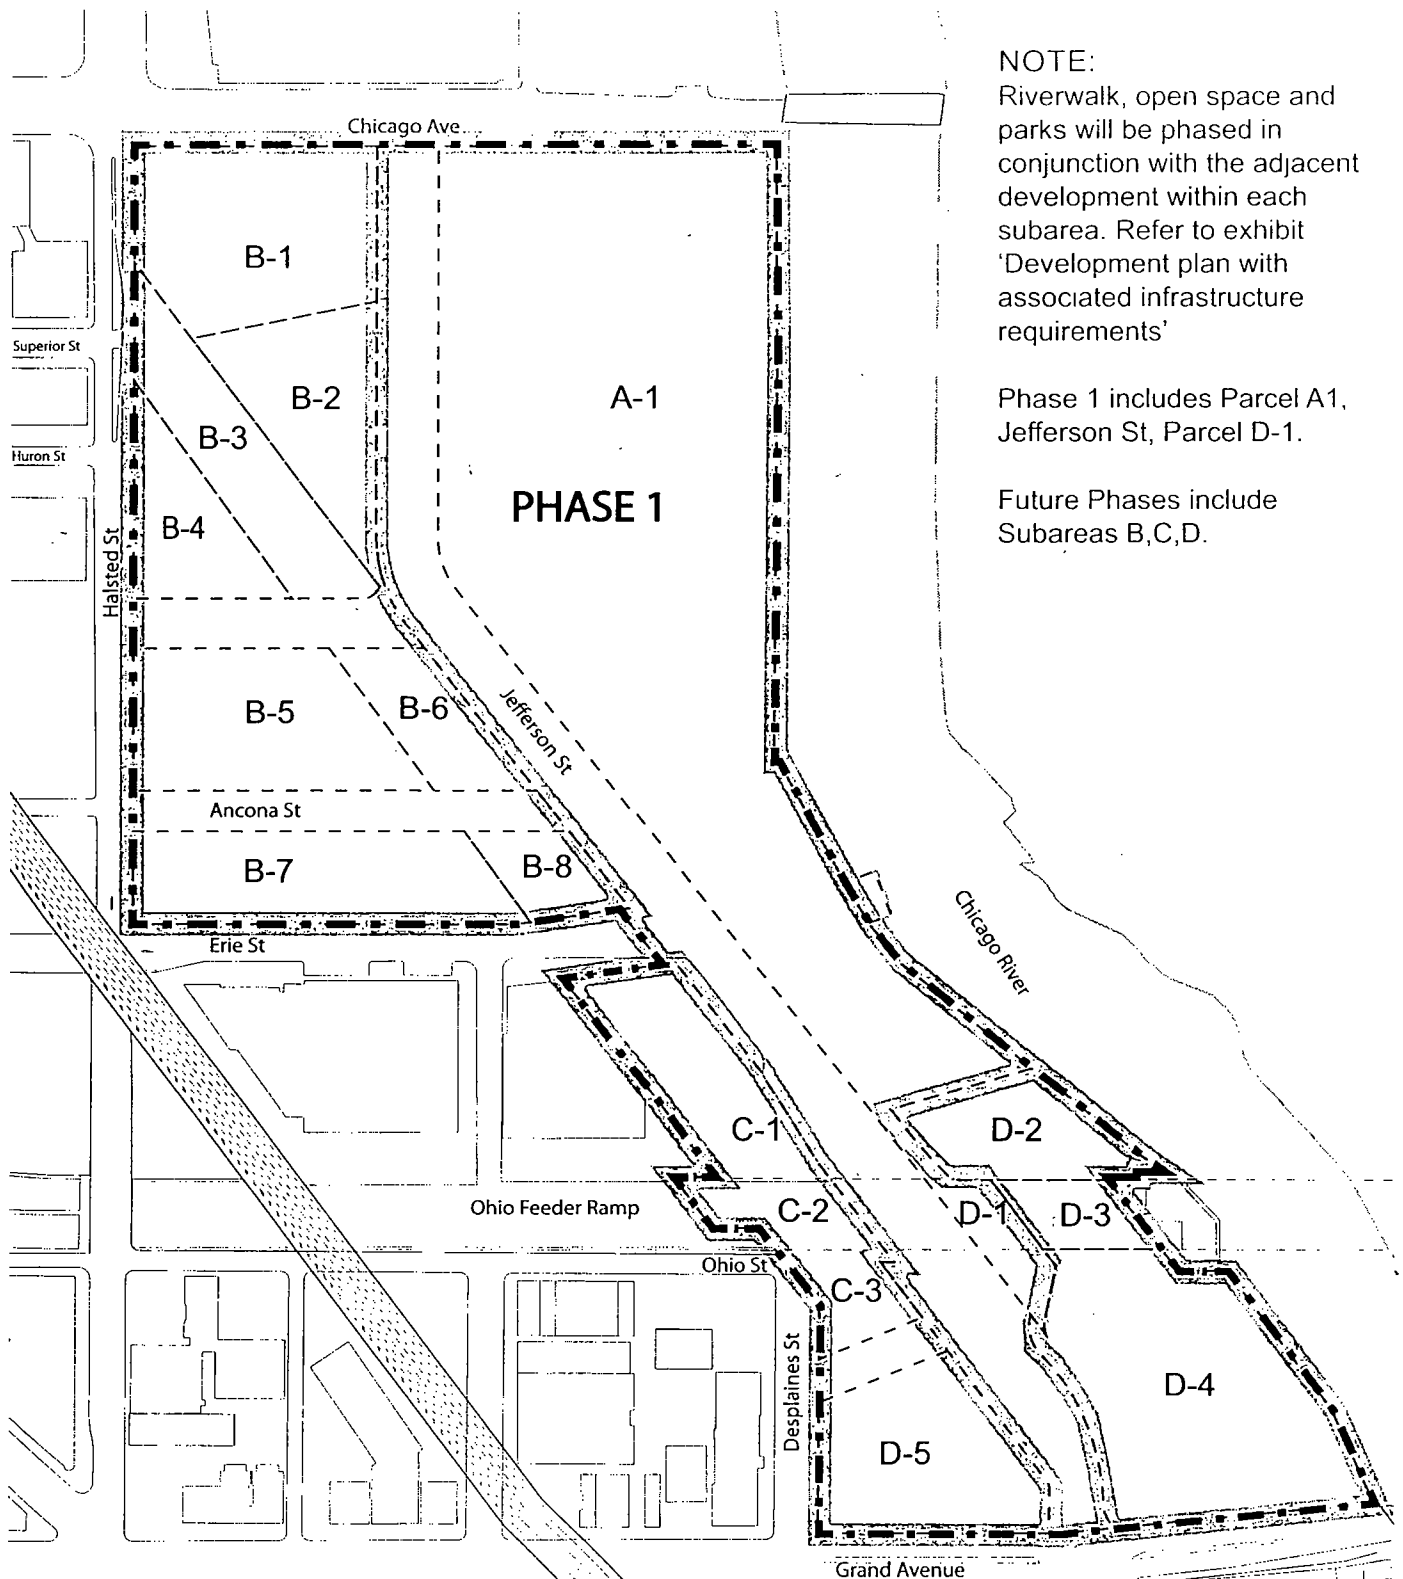 NOTE:
Riverwalk, open space and
parks will be phased in
conjunction with the adjacent
development within each
subarea. Refer to exhibit
'Development plan with
associated infrastructure
requirements'
Phase 1 includes Parcel A1,
Jefferson St, Parcel D-1.
Future Phases include
Subareas B,C,D.
Chicago Ave
B-1
Superior St
B-2
A-1
B-3
Huron St
PHASE 1
B-4
Halsted St
B-5
B-6
Jefferson St
Ancona St
B-7
B-8
Chicago River
Erie St
C-1
D-2
Ohio Feeder Ramp
C-2
D-1
D-3
Ohio St
C-3
Desplaines St
D-4
D-5
Grand Avenue